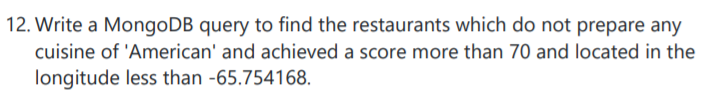 12. Write a MongoDB query to find the restaurants which do not prepare any
cuisine of 'American' and achieved a score more than 70 and located in the
longitude less than -65.754168.